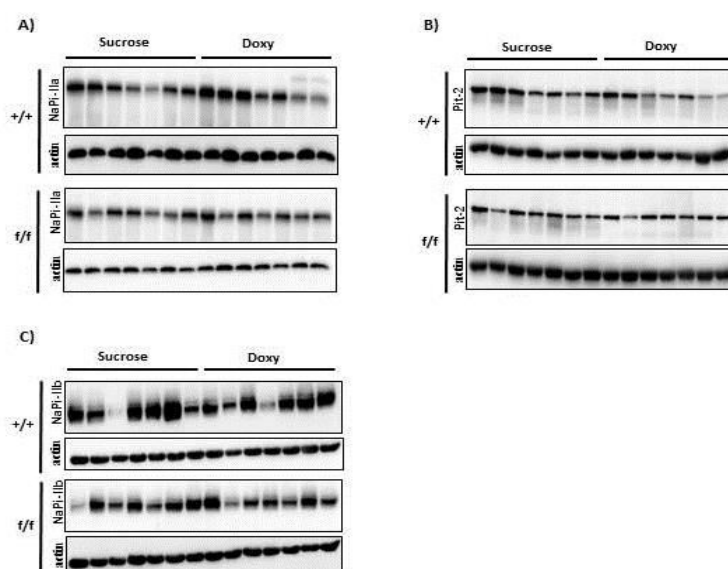 A)
Sucrose Doxy
+/+
NaPi-IIa
actin
f/f
NaPi-IIa
actin
B)
Sucrose Doxy
+/+
Pit-2
actin
f/f
Pit-2
actin
C)
Sucrose Doxy
+/+
NaPi-IIb
actin
f/f
NaPi-IIb
actin